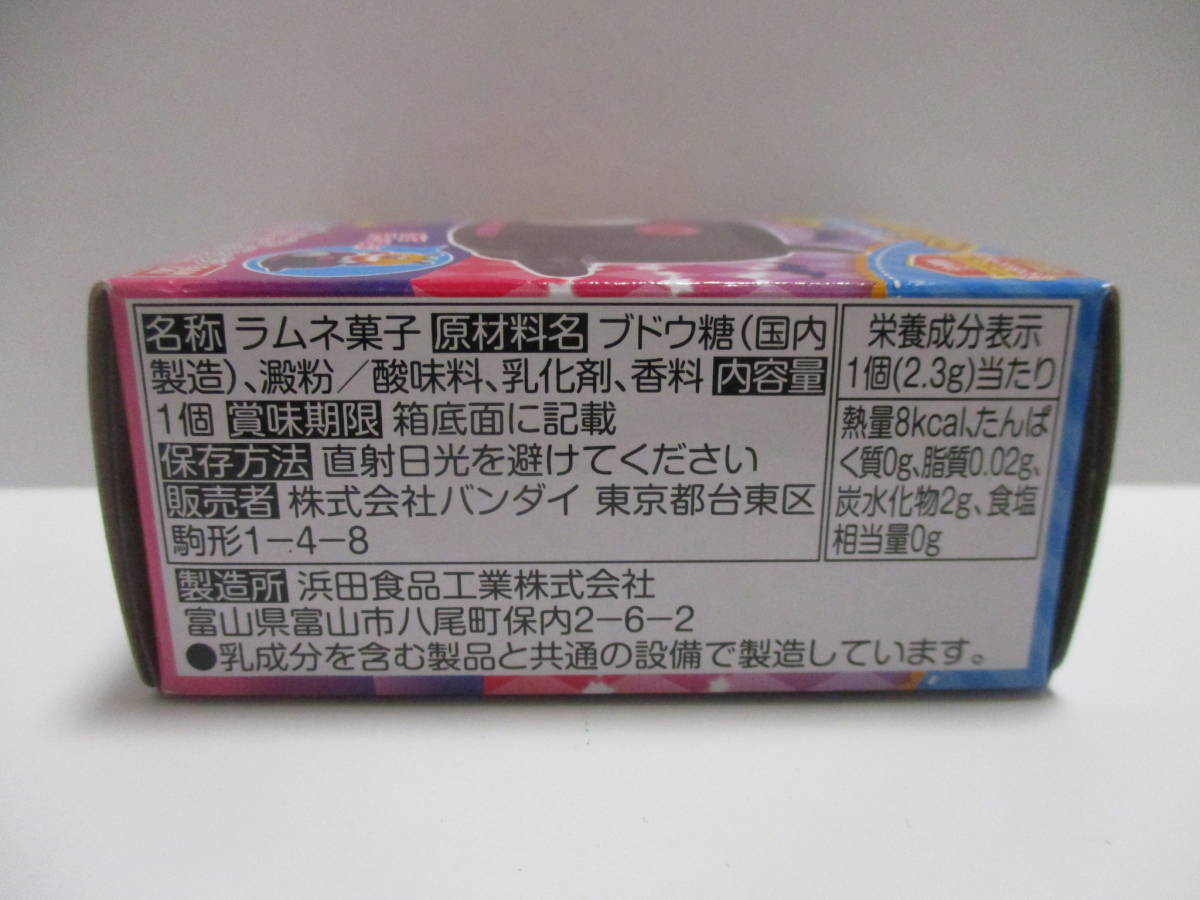 名称 ラムネ菓子 原材料名 ブドウ糖(国内
製造)、澱粉/酸味料、乳化剤、香料 内容量
1個 賞味期限 箱底面に記載
保存方法 直射日光を避けてください
販売者 株式会社バンダイ 東京都台東区
駒形1-4-8
栄養成分表示
1個(2.3g)当たり
熱量8kcal、たんぱ
く質0g、脂質0.02g、
炭水化物2g、食塩
相当量0g
製造所 浜田食品工業株式会社
富山県富山市八尾町保内2-6-2
●乳成分を含む製品と共通の設備で製造しています。